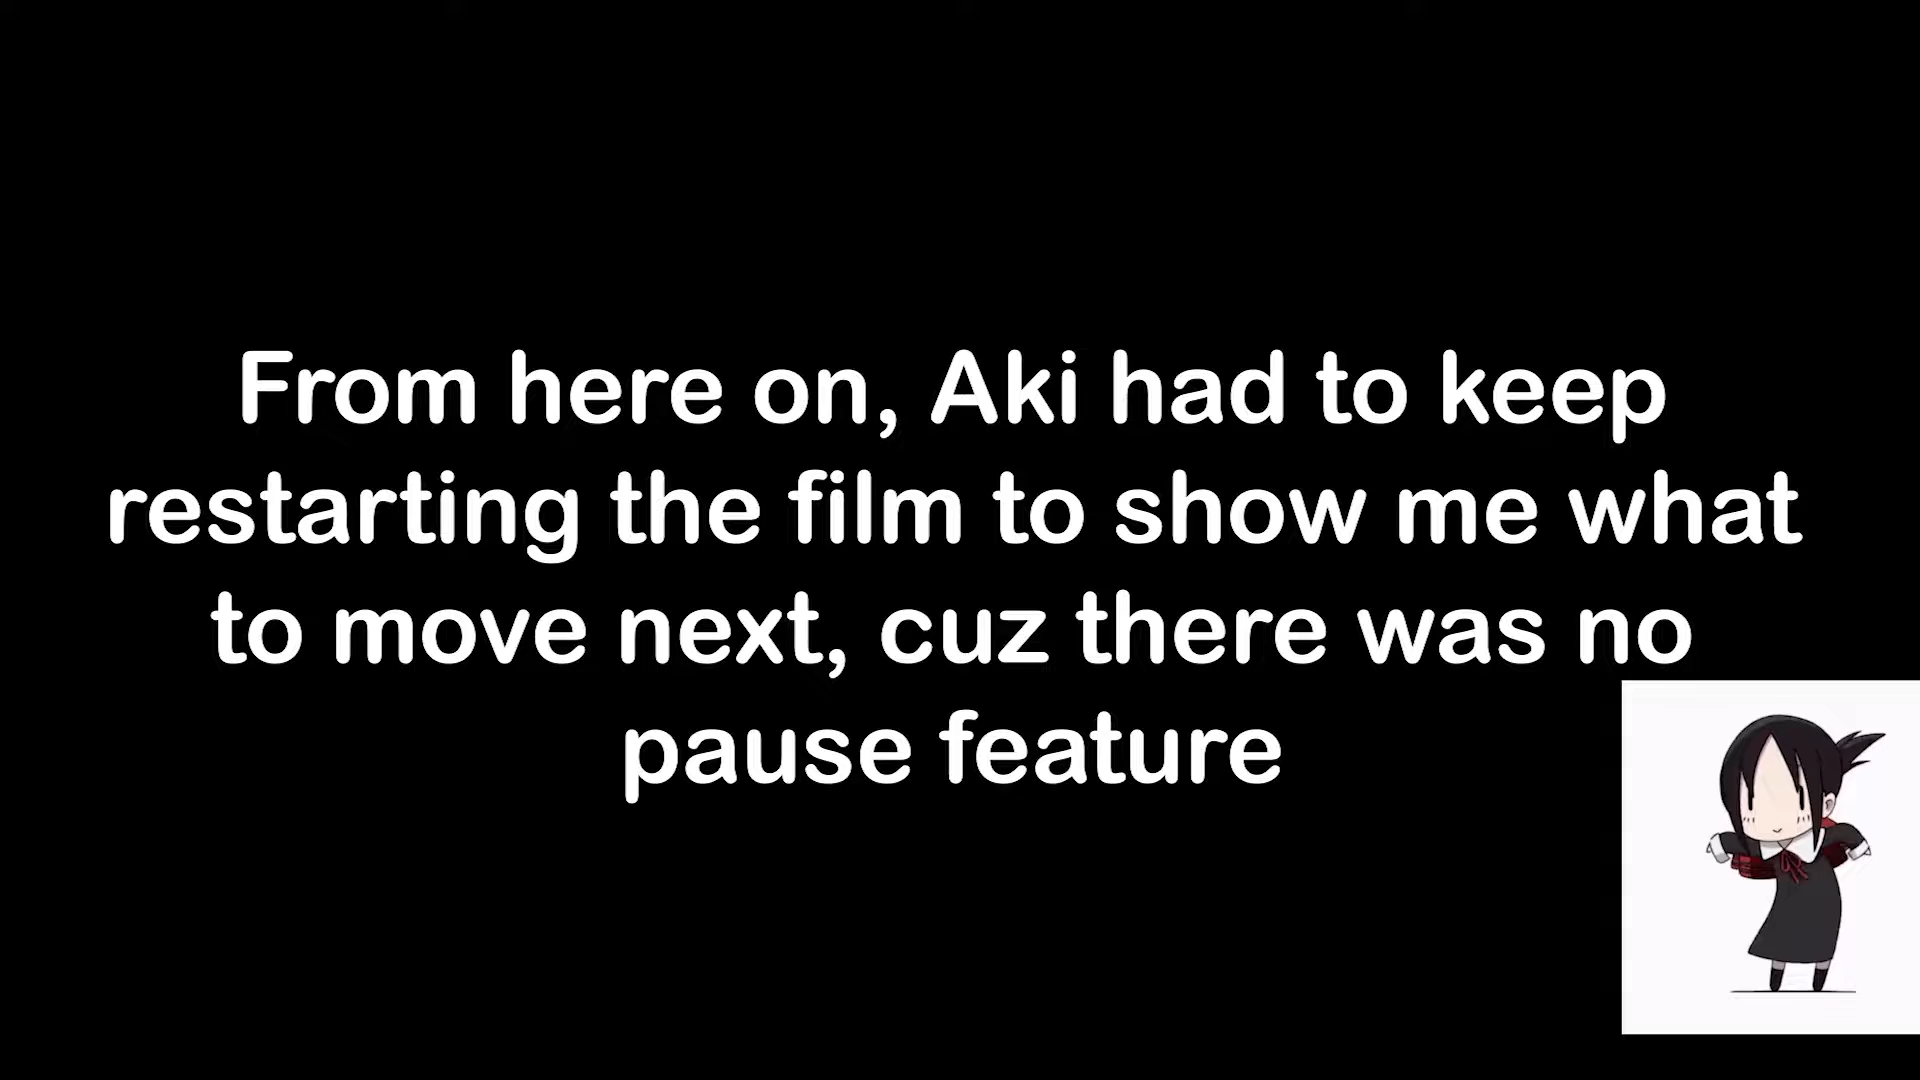 From here on, Aki had to keep
restarting the film to show me what
to move next, cuz there was no
pause feature